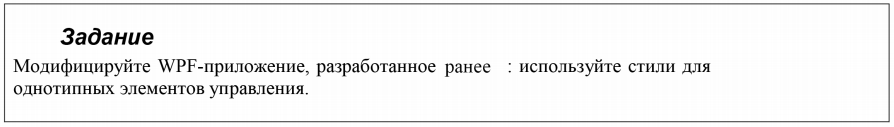 Задание
Модифицируйте WPF-приложение, разработанное ранее : используйте стили для
однотипных элементов управления.